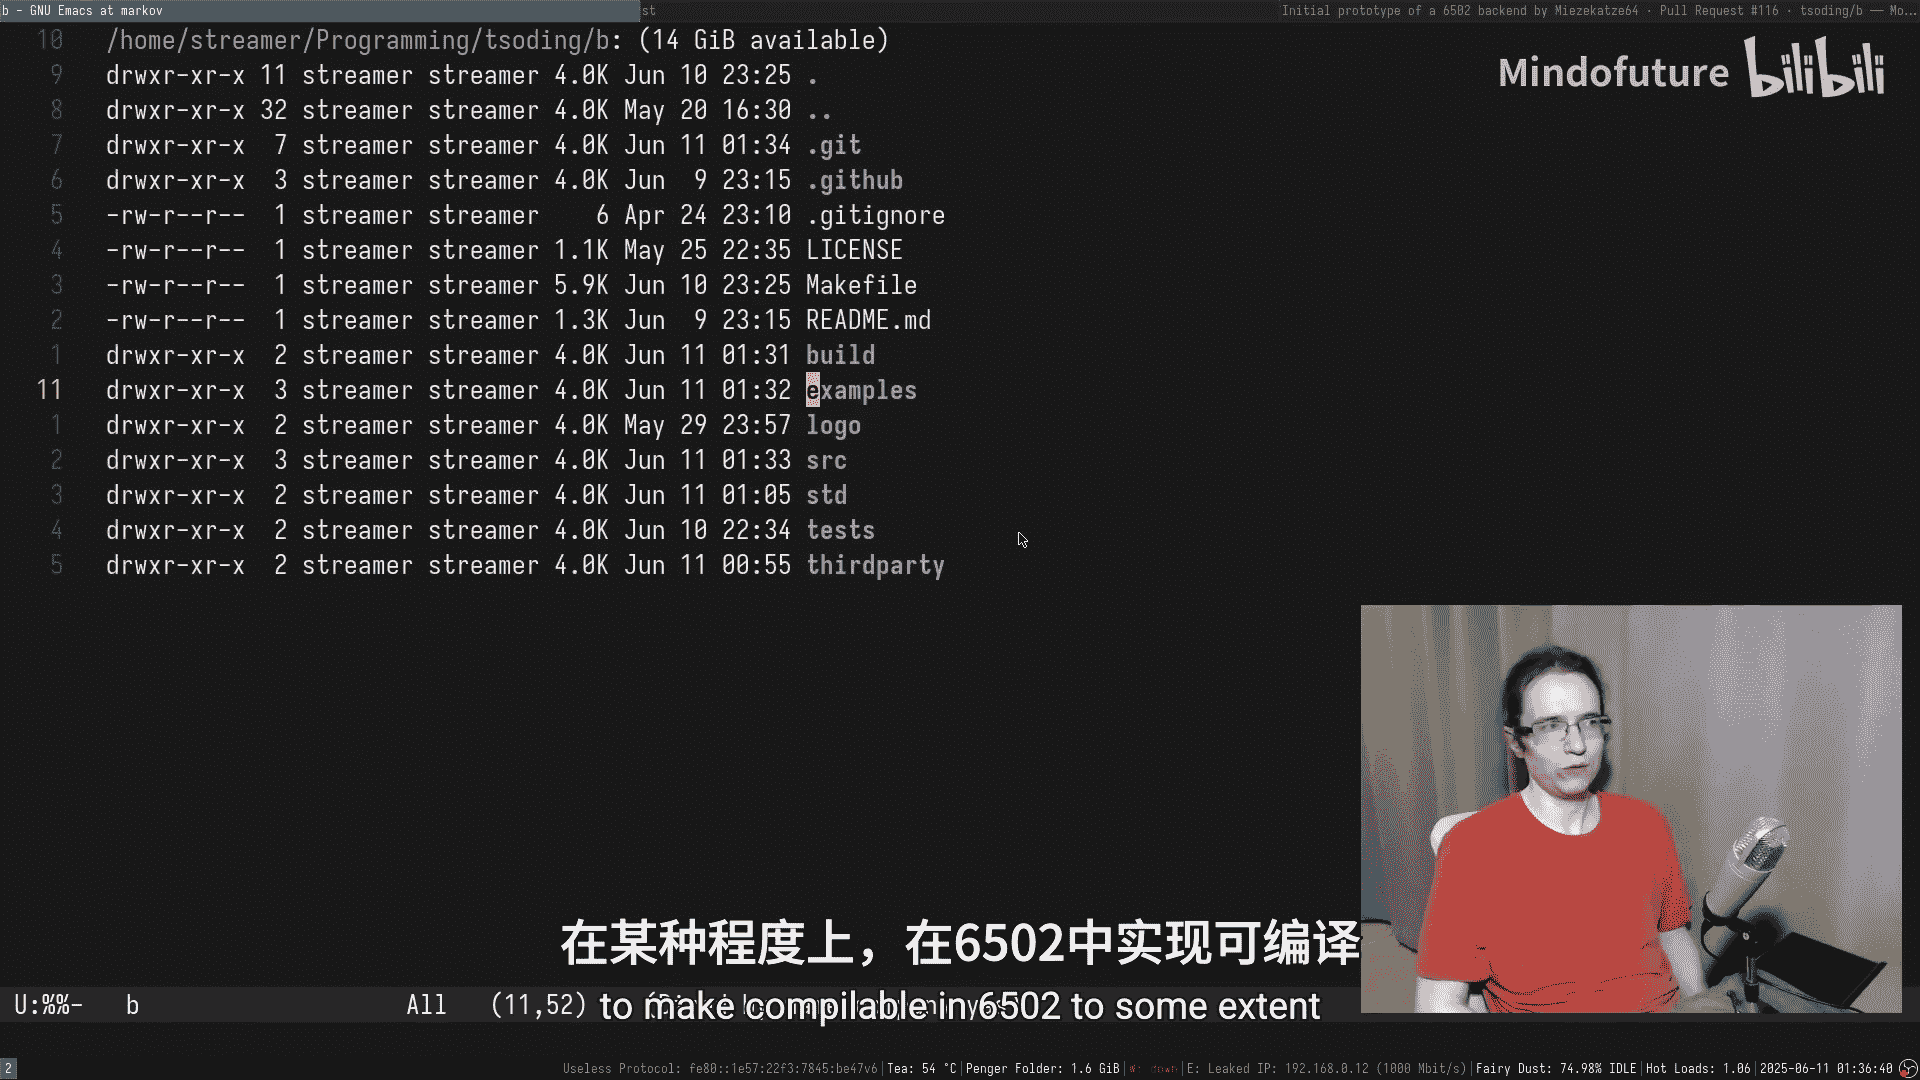 b - GNU Emacs at markov
st
Initial prototype of a 6502 backend by Miezekatze64 · Pull Request #116 · tsoding/b — Mo...
Mindofuture bilibili
10 /home/streamer/Programming/tsoding/b: (14 GiB available)
9 drwxr-xr-x 11 streamer streamer 4.0K Jun 10 23:25 .
8 drwxr-xr-x 32 streamer streamer 4.0K May 20 16:30 ..
7 drwxr-xr-x 7 streamer streamer 4.0K Jun 11 01:34 .git
6 drwxr-xr-x 3 streamer streamer 4.0K Jun 9 23:15 .github
5 -rw-r--r-- 1 streamer streamer 6 Apr 24 23:10 .gitignore
4 -rw-r--r-- 1 streamer streamer 1.1K May 25 22:35 LICENSE
3 -rw-r--r-- 1 streamer streamer 5.9K Jun 10 23:25 Makefile
2 -rw-r--r-- 1 streamer streamer 1.3K Jun 9 23:15 README.md
1 drwxr-xr-x 2 streamer streamer 4.0K Jun 11 01:31 build
11 drwxr-xr-x 3 streamer streamer 4.0K Jun 11 01:32 examples
1 drwxr-xr-x 2 streamer streamer 4.0K May 29 23:57 logo
2 drwxr-xr-x 3 streamer streamer 4.0K Jun 11 01:33 src
3 drwxr-xr-x 2 streamer streamer 4.0K Jun 11 01:05 std
4 drwxr-xr-x 2 streamer streamer 4.0K Jun 10 22:34 tests
5 drwxr-xr-x 2 streamer streamer 4.0K Jun 11 00:55 thirdparty
在某种程度上，在6502中实现可编译
U:%%- b All (11,52)
to make compilable in 6502 to some extent
2 Useless Protocol: fe80::1e57:22f3:7845:be47v6|Tea: 54 °C|Penger Folder: 1.6 GiB|W: down|E: Leaked IP: 192.168.0.12 (1000 Mbit/s)|Fairy Dust: 74.98% IDLE|Hot Loads: 1.06|2025-06-11 01:36:40